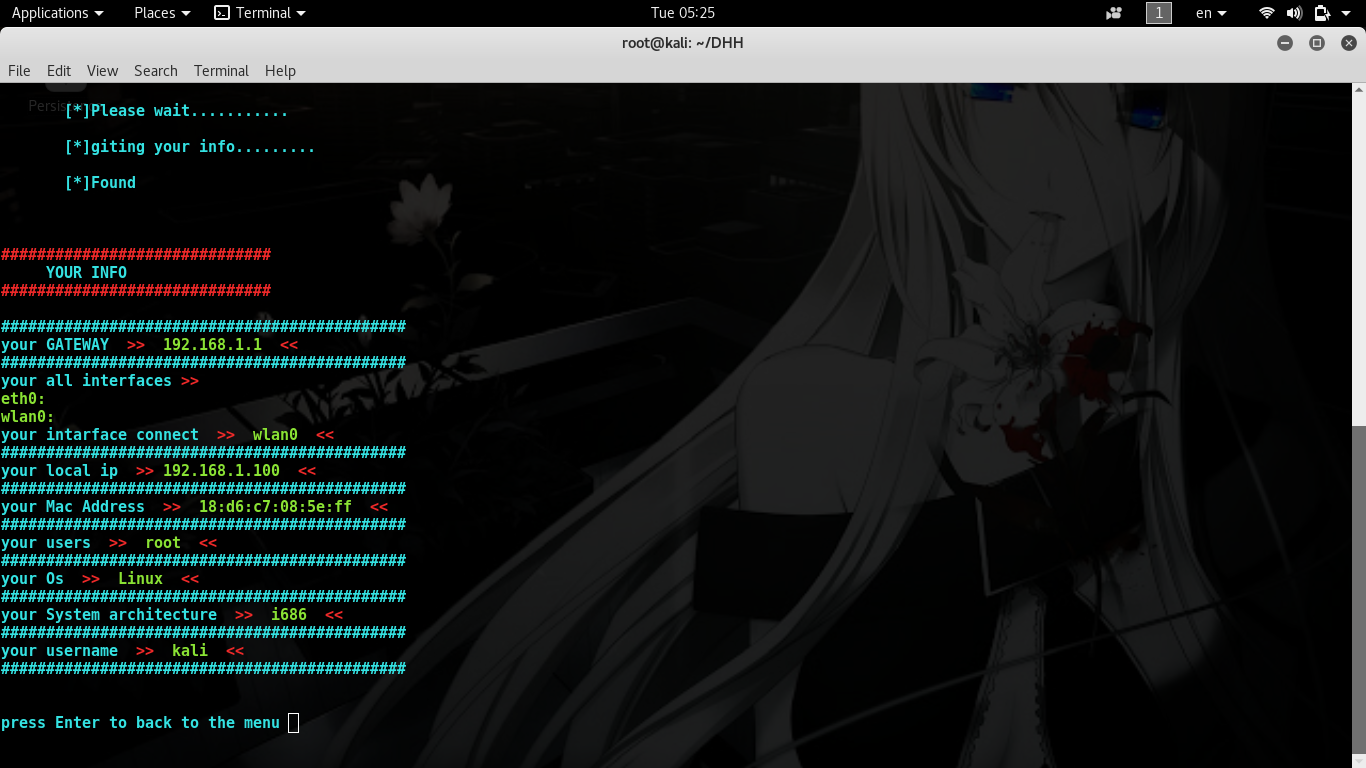 Applications Places Terminal Tue 05:25 1 en
root@kali: ~/DHH
File Edit View Search Terminal Help
[*]Please wait...........
[*]giting your info.........
[*]Found
##############################
YOUR INFO
##############################
#############################################
your GATEWAY >> 192.168.1.1 <<
#############################################
your all interfaces >>
eth0:
wlan0:
your intarface connect >> wlan0 <<
#############################################
your local ip >> 192.168.1.100 <<
#############################################
your Mac Address >> 18:d6:c7:08:5e:ff <<
#############################################
your users >> root <<
#############################################
your Os >> Linux <<
#############################################
your System architecture >> i686 <<
#############################################
your username >> kali <<
#############################################
press Enter to back to the menu